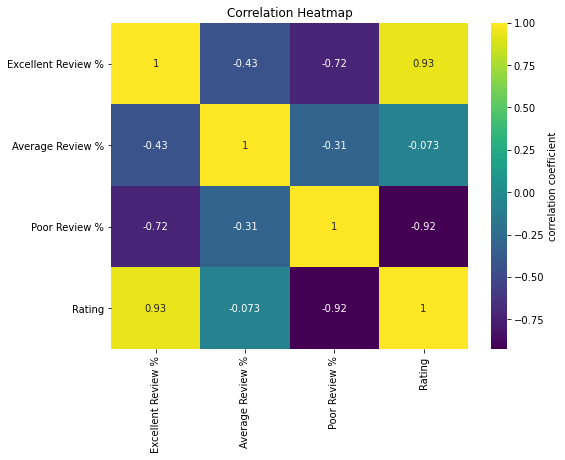 Correlation Heatmap
Excellent Review % 1 -0.43 -0.72 0.93
Average Review % -0.43 1 -0.31 -0.073
Poor Review % -0.72 -0.31 1 -0.92
Rating 0.93 -0.073 -0.92 1
Excellent Review %
Average Review %
Poor Review %
Rating
1.00
0.75
0.50
0.25
0.00
-0.25
-0.50
-0.75
correlation coefficient